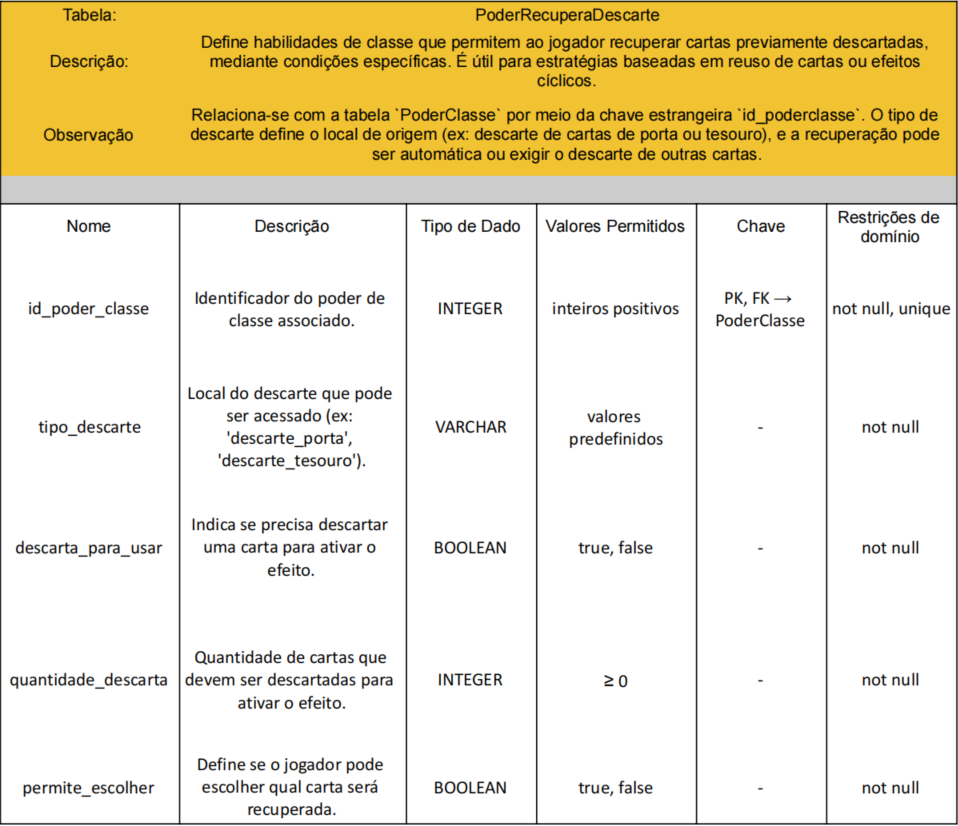 Tabela: PoderRecuperaDescarte
Descrição: Define habilidades de classe que permitem ao jogador recuperar cartas previamente descartadas,
mediante condições específicas. É útil para estratégias baseadas em reuso de cartas ou efeitos
cíclicos.
Observação Relaciona-se com a tabela `PoderClasse` por meio da chave estrangeira `id_poderclasse`. O tipo de
descarte define o local de origem (ex: descarte de cartas de porta ou tesouro), e a recuperação pode
ser automática ou exigir o descarte de outras cartas.
Nome Descrição Tipo de Dado Valores Permitidos Chave Restrições de
domínio
id_poder_classe Identificador do poder de
classe associado. INTEGER inteiros positivos PK, FK →
PoderClasse not null, unique
tipo_descarte Local do descarte que pode
ser acessado (ex:
'descarte_porta',
'descarte_tesouro'). VARCHAR valores
predefinidos - not null
descarta_para_usar Indica se precisa descartar
uma carta para ativar o
efeito. BOOLEAN true, false - not null
quantidade_descarta Quantidade de cartas que
devem ser descartadas para
ativar o efeito. INTEGER ≥ 0 - not null
permite_escolher Define se o jogador pode
escolher qual carta será
recuperada. BOOLEAN true, false - not null